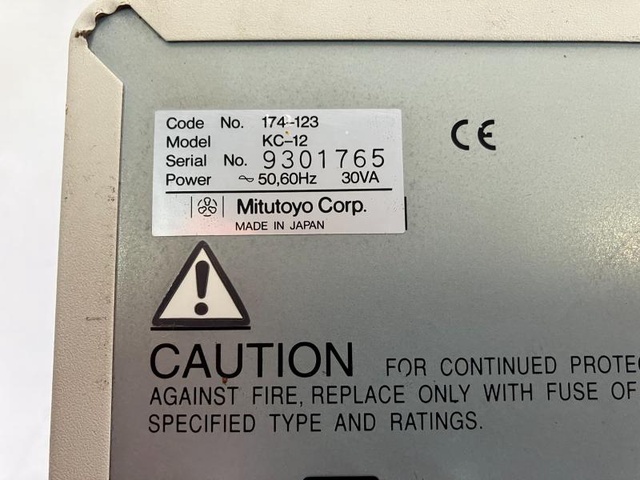 Code No. 174-123
Model KC-12
Serial No. 9301765
Power ~ 50,60Hz 30VA
Mitutoyo Corp.
MADE IN JAPAN
CE
CAUTION FOR CONTINUED
AGAINST FIRE, REPLACE ONLY WITH FUSE OF
SPECIFIED TYPE AND RATINGS.